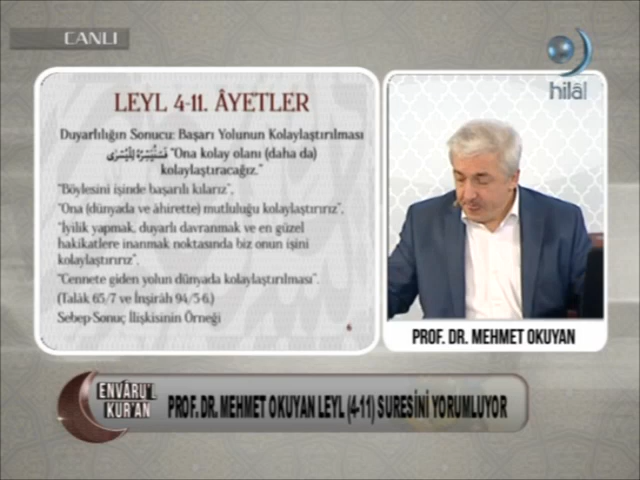 CANLI
hilâl
LEYL 4-11. ÂYETLER
Duyarlılığın Sonucu: Başarı Yolunun Kolaylaştırılması
فَسَنُيَسِّرُهُ لِلْيُسْرٰى "Ona kolay olanı (daha da)
kolaylaştıracağız."
"Böylesini işinde başarılı kılarız",
"Ona (dünyada ve âhirette) mutluluğu kolaylaştırırız",
"İyilik yapmak, duyarlı davranmak ve en güzel
hakikatlere inanmak noktasında biz onun işini
kolaylaştırırız",
"Cennete giden yolun dünyada kolaylaştırılması".
(Talâk 65/7 ve İnşirâh 94/5-6.)
Sebep-Sonuç İlişkisinin Örneği
6
PROF. DR. MEHMET OKUYAN
ENVÂRU'L
KUR'AN
PROF. DR. MEHMET OKUYAN LEYL (4-11) SURESİNİ YORUMLUYOR